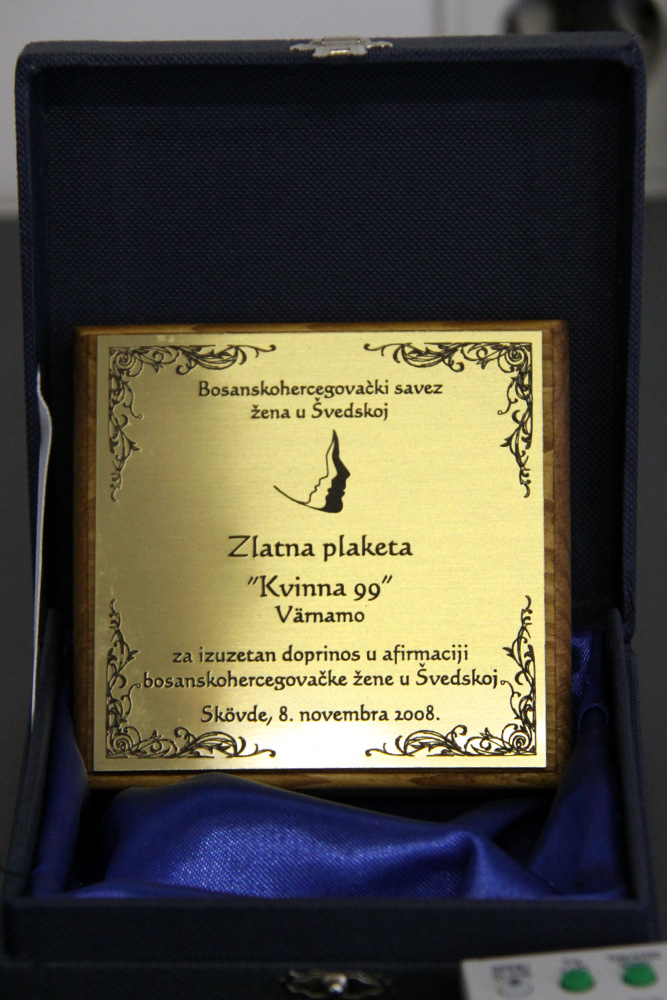 Bosanskohercegovački savez
žena u Švedskoj
Zlatna plaketa
"Kvinna 99"
Värnamo
za izuzetan doprinos u afirmaciji
bosanskohercegovačke žene u Švedskoj
Skövde, 8. novembra 2008.